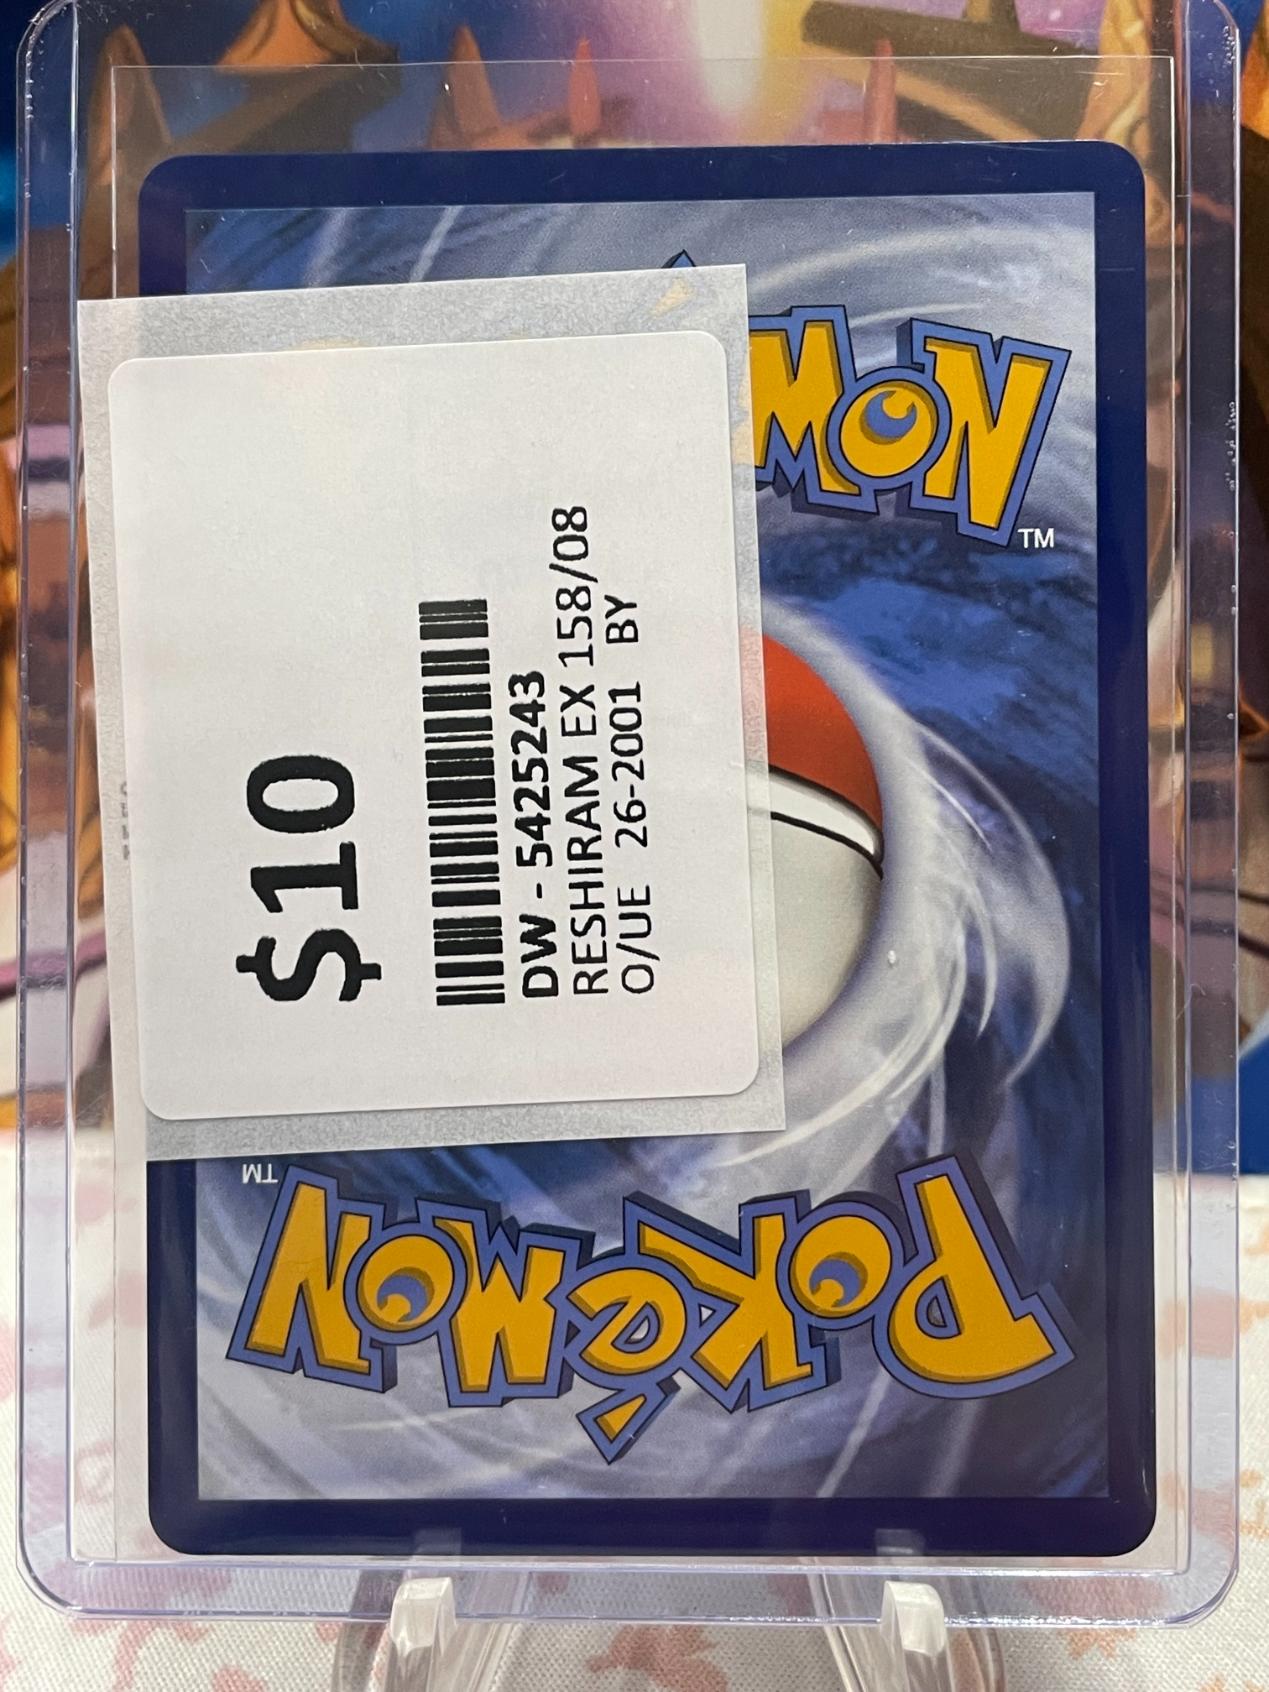 $10
DW - 5425243
RESHIRAM EX 158/08
O/UE 26-2001 BY
MON
TM
POKéMON
TM